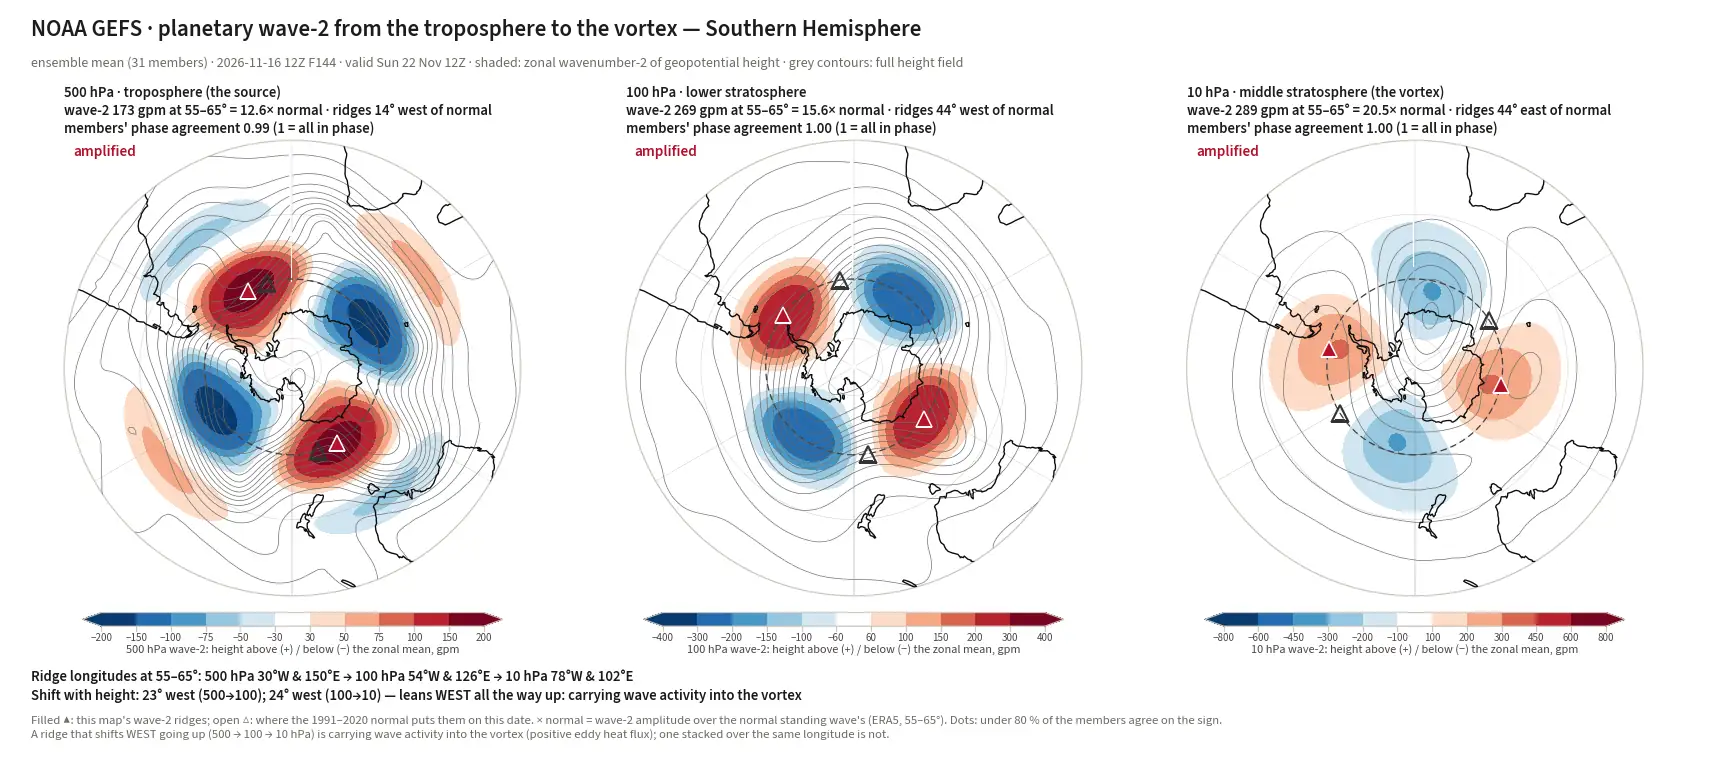 NOAA GEFS · planetary wave-2 from the troposphere to the vortex — Southern Hemisphere
ensemble mean (31 members) · 2026-11-16 12Z F144 · valid Sun 22 Nov 12Z · shaded: zonal wavenumber-2 of geopotential height · grey contours: full height field
500 hPa · troposphere (the source)
wave-2 173 gpm at 55–65° = 12.6× normal · ridges 14° west of normal
members' phase agreement 0.99 (1 = all in phase)
amplified
100 hPa · lower stratosphere
wave-2 269 gpm at 55–65° = 15.6× normal · ridges 44° west of normal
members' phase agreement 1.00 (1 = all in phase)
amplified
10 hPa · middle stratosphere (the vortex)
wave-2 289 gpm at 55–65° = 20.5× normal · ridges 44° east of normal
members' phase agreement 1.00 (1 = all in phase)
amplified
−200 −150 −100 −75 −50 −30 30 50 75 100 150 200
500 hPa wave-2: height above (+) / below (−) the zonal mean, gpm
−400 −300 −200 −150 −100 −60 60 100 150 200 300 400
100 hPa wave-2: height above (+) / below (−) the zonal mean, gpm
−800 −600 −450 −300 −200 −100 100 200 300 450 600 800
10 hPa wave-2: height above (+) / below (−) the zonal mean, gpm
Ridge longitudes at 55–65°: 500 hPa 30°W & 150°E → 100 hPa 54°W & 126°E → 10 hPa 78°W & 102°E
Shift with height: 23° west (500→100); 24° west (100→10) — leans WEST all the way up: carrying wave activity into the vortex
Filled ▲: this map's wave-2 ridges; open △: where the 1991–2020 normal puts them on this date. × normal = wave-2 amplitude over the normal standing wave's (ERA5, 55–65°). Dots: under 80 % of the members agree on the sign.
A ridge that shifts WEST going up (500 → 100 → 10 hPa) is carrying wave activity into the vortex (positive eddy heat flux); one stacked over the same longitude is not.